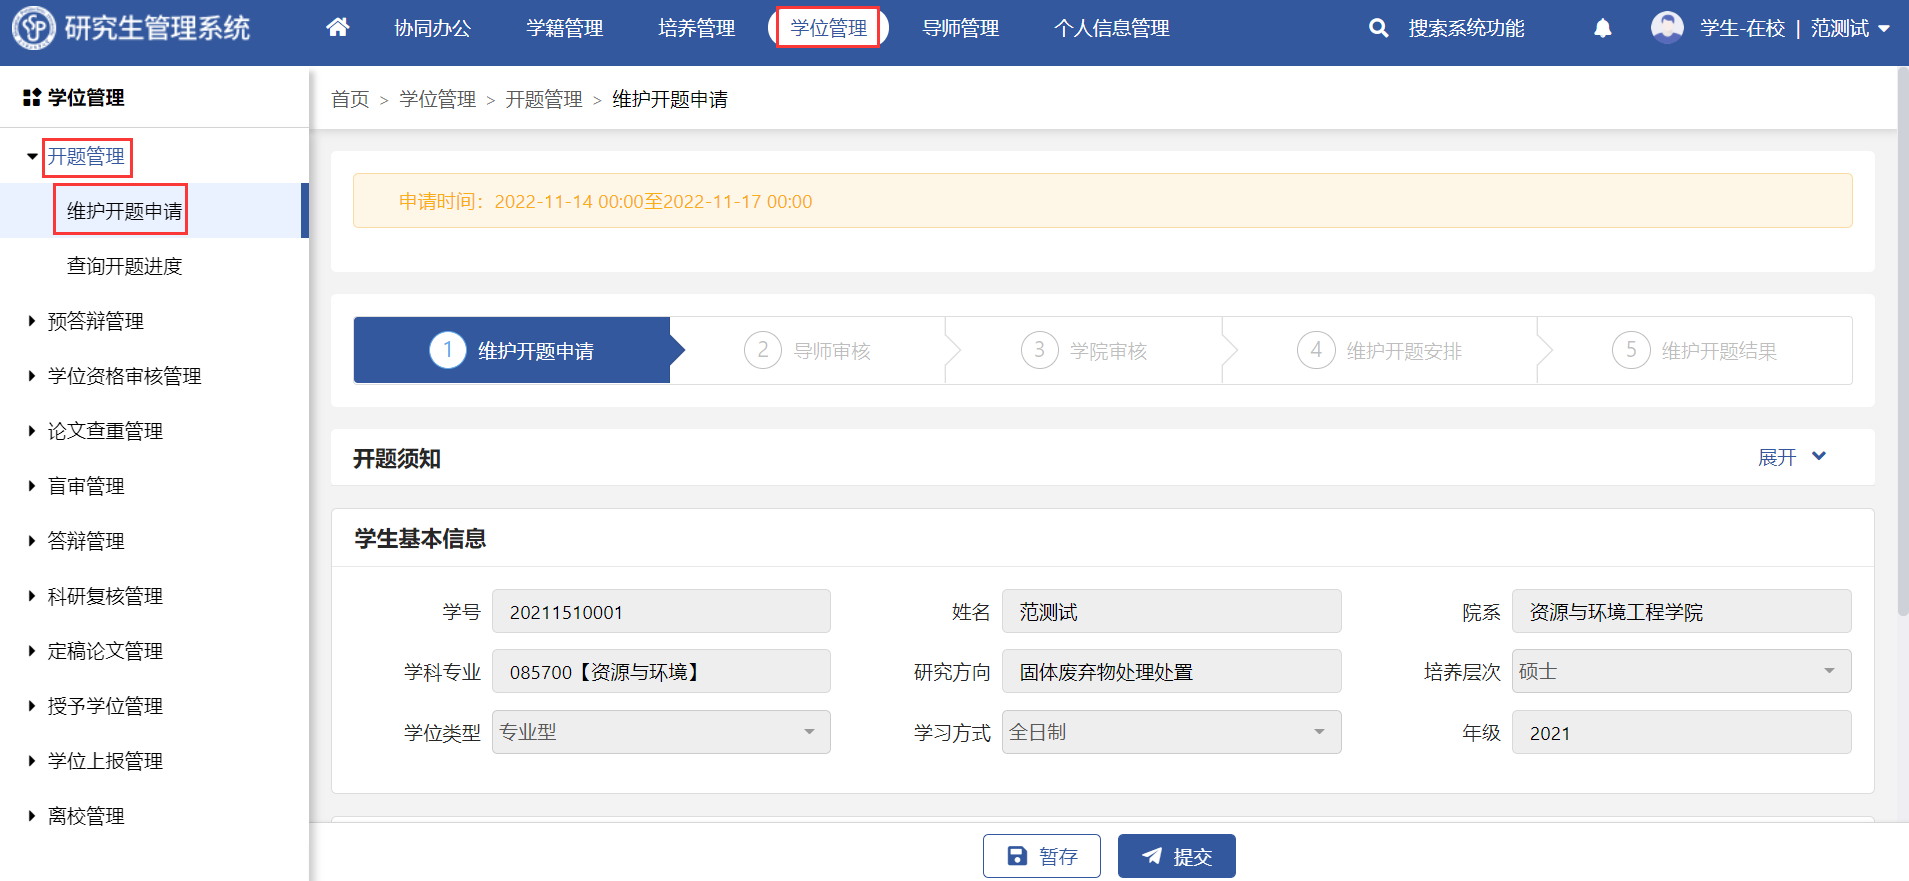 研究生管理系统
协同办公 学籍管理 培养管理 学位管理 导师管理 个人信息管理 搜索系统功能 学生-在校 | 范测试
学位管理
开题管理
维护开题申请
查询开题进度
预答辩管理
学位资格审核管理
论文查重管理
盲审管理
答辩管理
科研复核管理
定稿论文管理
授予学位管理
学位上报管理
离校管理
首页 > 学位管理 > 开题管理 > 维护开题申请
申请时间：2022-11-14 00:00至2022-11-17 00:00
1 维护开题申请 2 导师审核 3 学院审核 4 维护开题安排 5 维护开题结果
开题须知 展开
学生基本信息
学号 20211510001 姓名 范测试 院系 资源与环境工程学院
学科专业 085700【资源与环境】 研究方向 固体废弃物处理处置 培养层次 硕士
学位类型 专业型 学习方式 全日制 年级 2021
暂存 提交